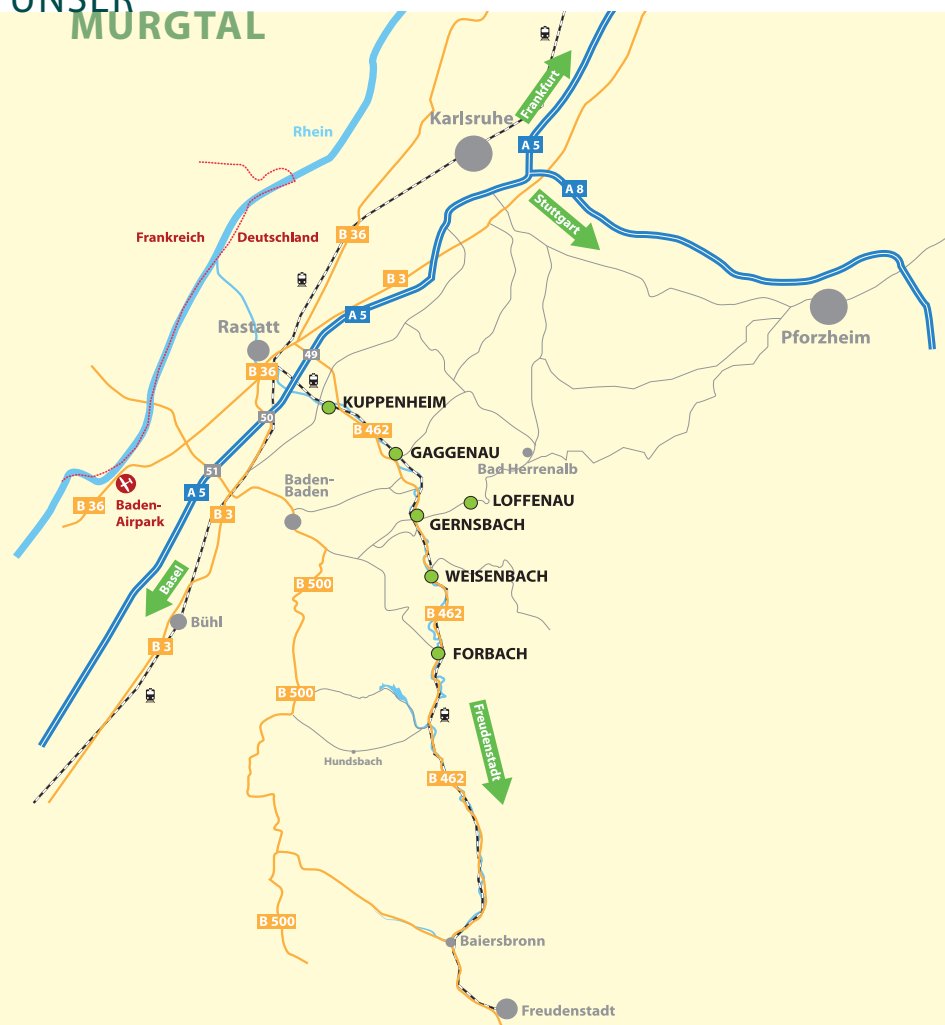 UNSER
MURGTAL
Frankfurt
Karlsruhe
Rhein
A 5
A 8
Stuttgart
Frankreich
Deutschland
B 36
B 3
A 5
Rastatt
Pforzheim
49
B 36
KUPPENHEIM
50
B 462
GAGGENAU
51
Bad Herrenalb
Baden-
Baden
A 5
B 36
Baden-
Airpark
B 3
LOFFENAU
GERNSBACH
Basel
B 500
WEISENBACH
B 462
Bühl
B 3
FORBACH
B 500
Freudenstadt
Hundsbach
B 462
B 500
Baiersbronn
Freudenstadt